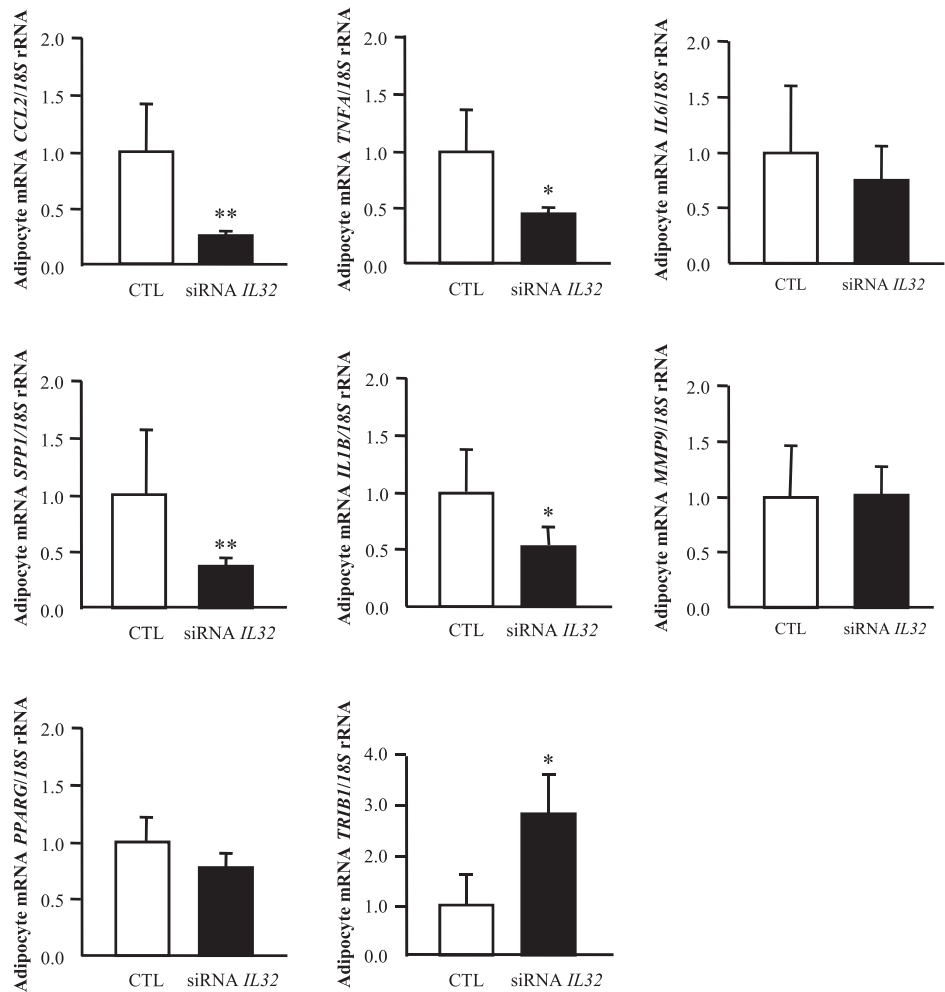 Adipocyte mRNA CCL2/18S rRNA
2.0
1.5
1.0
0.5
0.0
**
CTL siRNA IL32
Adipocyte mRNA TNFA/18S rRNA
2.0
1.5
1.0
0.5
0.0
*
CTL siRNA IL32
Adipocyte mRNA IL6/18S rRNA
2.0
1.5
1.0
0.5
0.0
CTL siRNA IL32
Adipocyte mRNA SPP1/18S rRNA
2.0
1.5
1.0
0.5
0.0
**
CTL siRNA IL32
Adipocyte mRNA IL1B/18S rRNA
2.0
1.5
1.0
0.5
0.0
*
CTL siRNA IL32
Adipocyte mRNA MMP9/18S rRNA
2.0
1.5
1.0
0.5
0.0
CTL siRNA IL32
Adipocyte mRNA PPARG/18S rRNA
2.0
1.5
1.0
0.5
0.0
CTL siRNA IL32
Adipocyte mRNA TRIB1/18S rRNA
4.0
3.0
2.0
1.0
0.0
*
CTL siRNA IL32